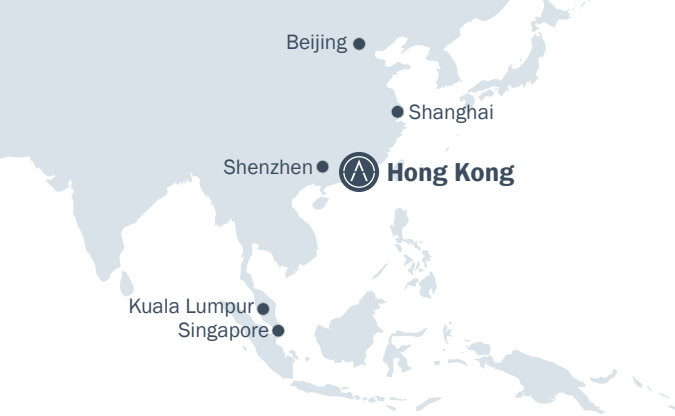 Beijing
Shanghai
Shenzhen
Hong Kong
Kuala Lumpur
Singapore